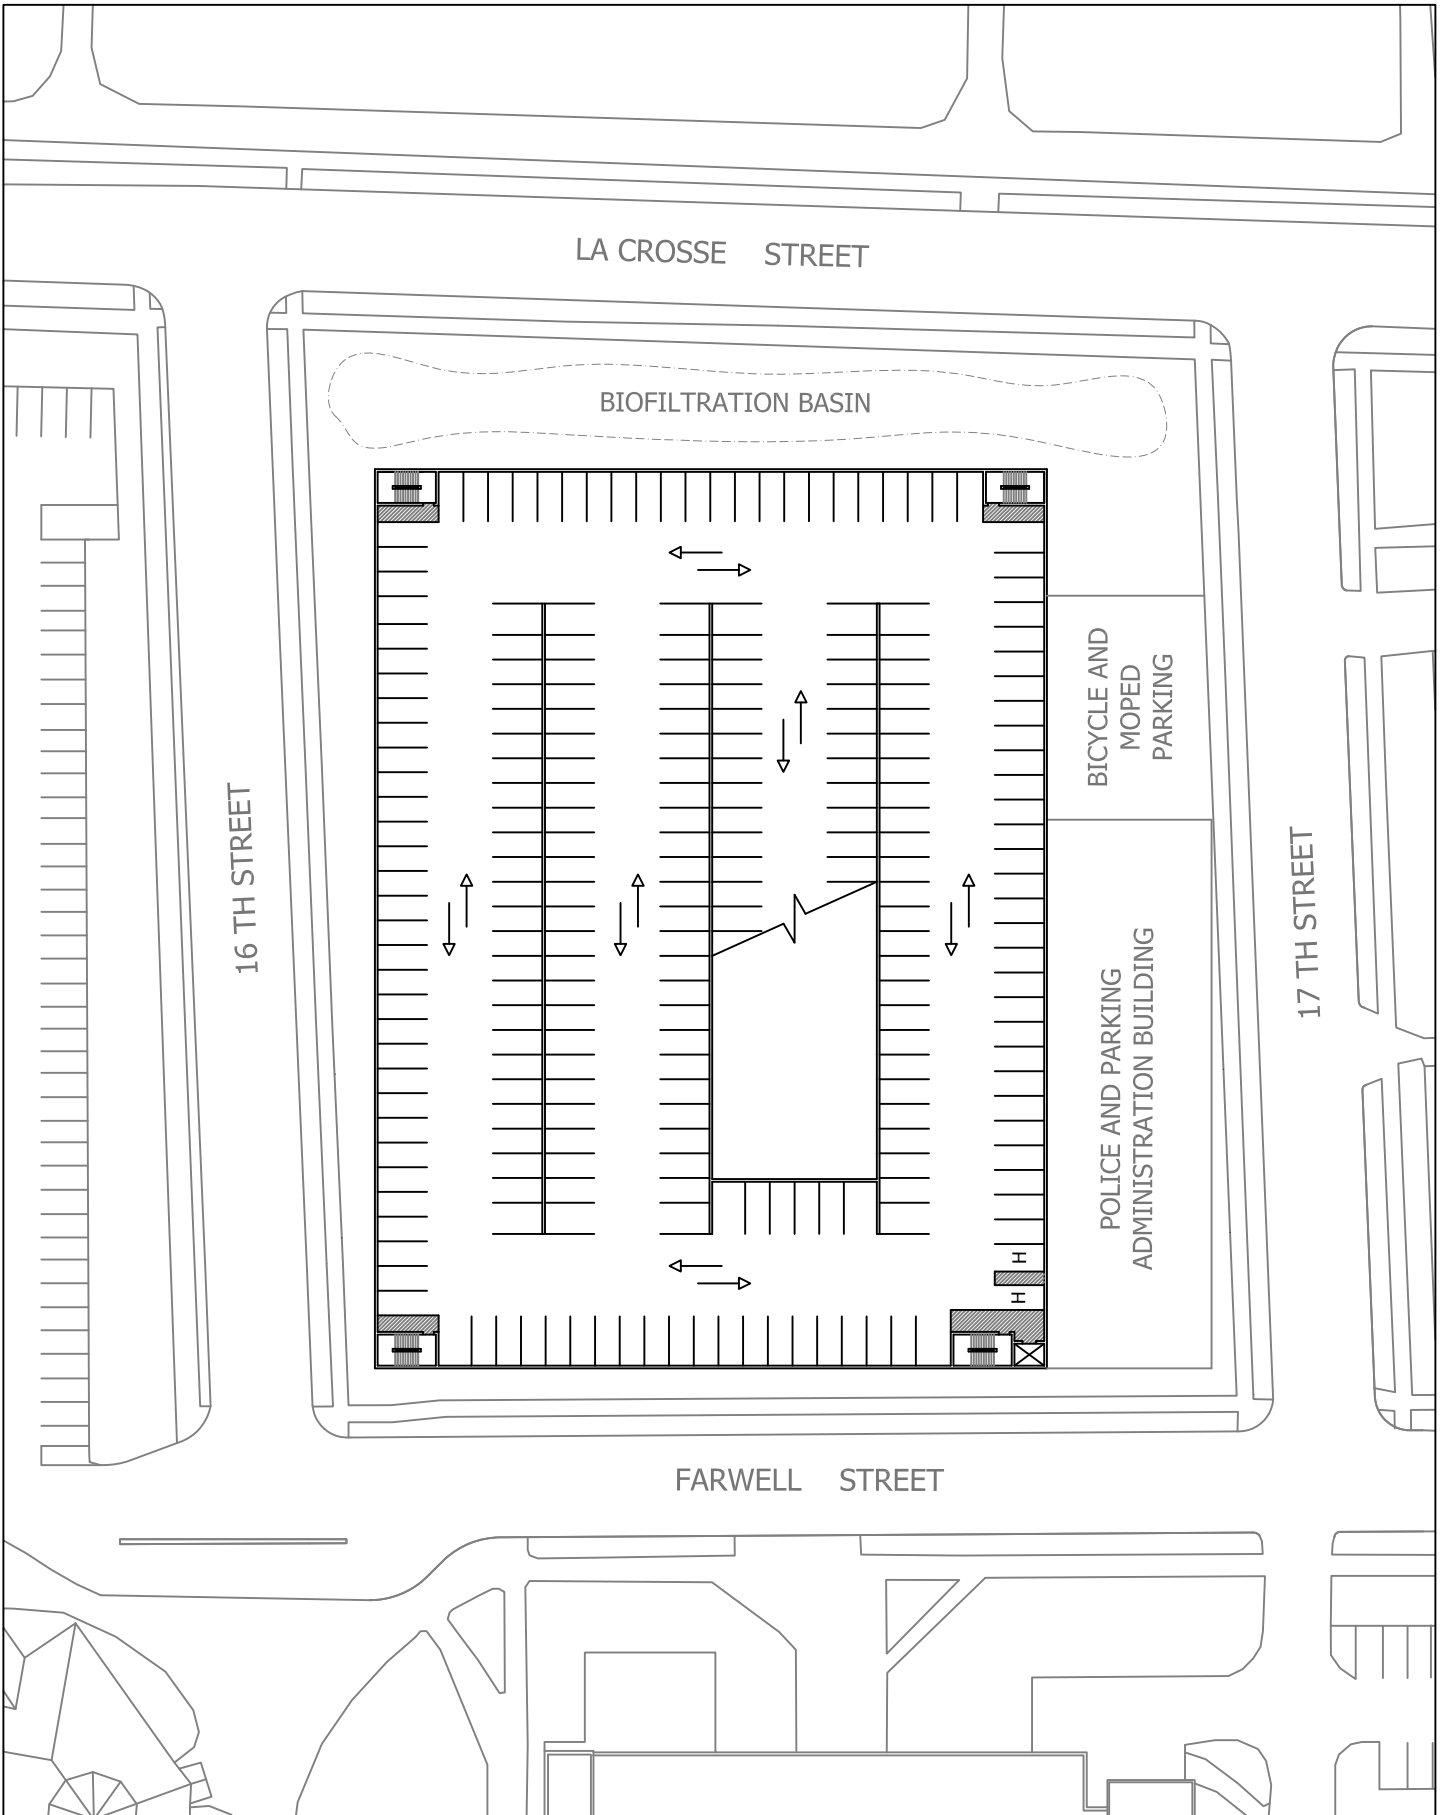 LA CROSSE STREET
BIOFILTRATION BASIN
BICYCLE AND
MOPED
PARKING
16 TH STREET
17 TH STREET
POLICE AND PARKING
ADMINISTRATION BUILDING
H
H
FARWELL STREET